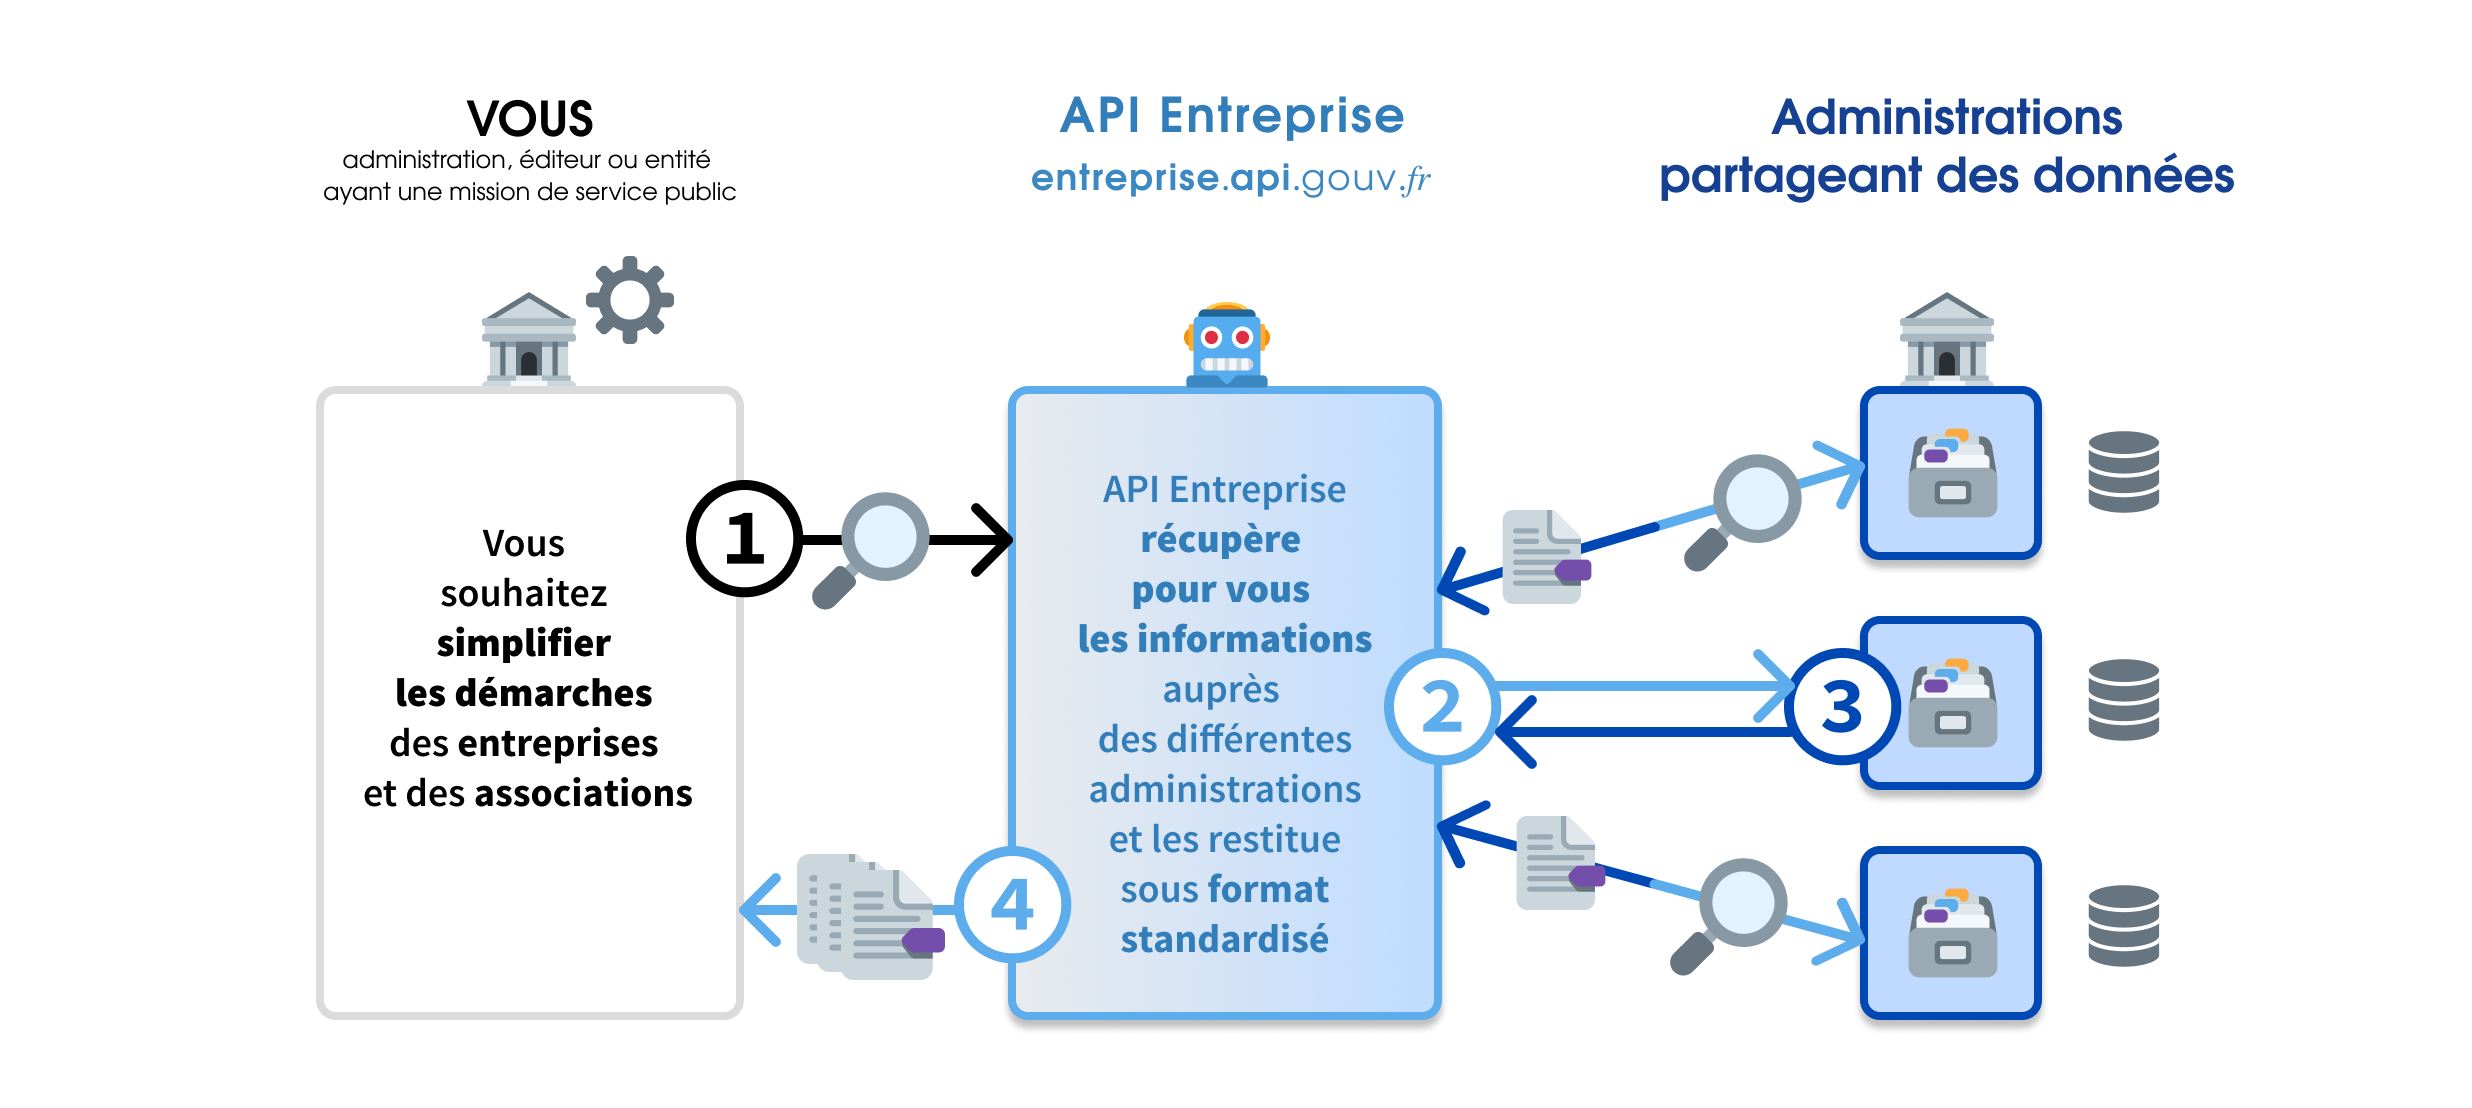 VOUS
administration, éditeur ou entité
ayant une mission de service public
API Entreprise
entreprise.api.gouv.fr
Administrations
partageant des données
Vous
souhaitez
simplifier
les démarches
des entreprises
et des associations
1
API Entreprise
récupère
pour vous
les informations
auprès
des différentes
administrations
et les restitue
sous format
standardisé
2
3
4